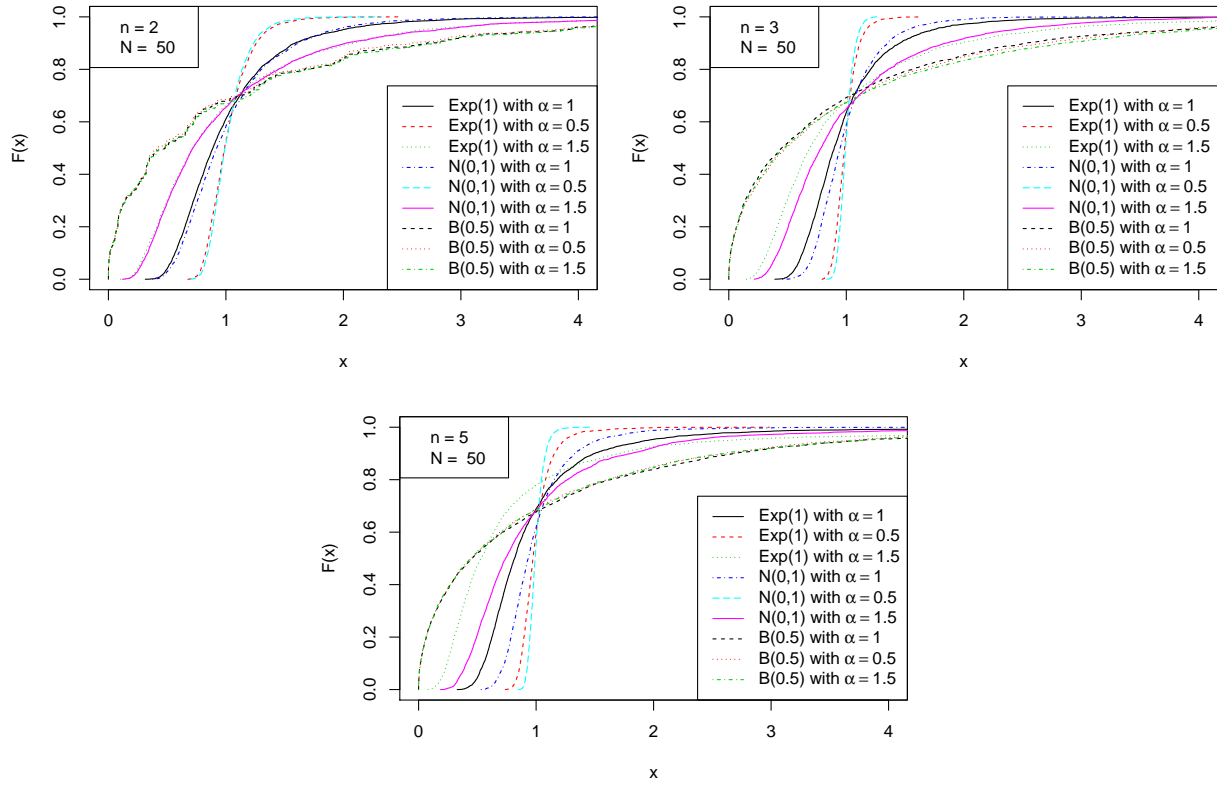 n = 2
N = 50
F(x)
0.0 0.2 0.4 0.6 0.8 1.0
Exp(1) with α = 1
Exp(1) with α = 0.5
Exp(1) with α = 1.5
N(0,1) with α = 1
N(0,1) with α = 0.5
N(0,1) with α = 1.5
B(0.5) with α = 1
B(0.5) with α = 0.5
B(0.5) with α = 1.5
0 1 2 3 4
x
n = 3
N = 50
F(x)
0.0 0.2 0.4 0.6 0.8 1.0
Exp(1) with α = 1
Exp(1) with α = 0.5
Exp(1) with α = 1.5
N(0,1) with α = 1
N(0,1) with α = 0.5
N(0,1) with α = 1.5
B(0.5) with α = 1
B(0.5) with α = 0.5
B(0.5) with α = 1.5
0 1 2 3 4
x
n = 5
N = 50
F(x)
0.0 0.2 0.4 0.6 0.8 1.0
Exp(1) with α = 1
Exp(1) with α = 0.5
Exp(1) with α = 1.5
N(0,1) with α = 1
N(0,1) with α = 0.5
N(0,1) with α = 1.5
B(0.5) with α = 1
B(0.5) with α = 0.5
B(0.5) with α = 1.5
0 1 2 3 4
x